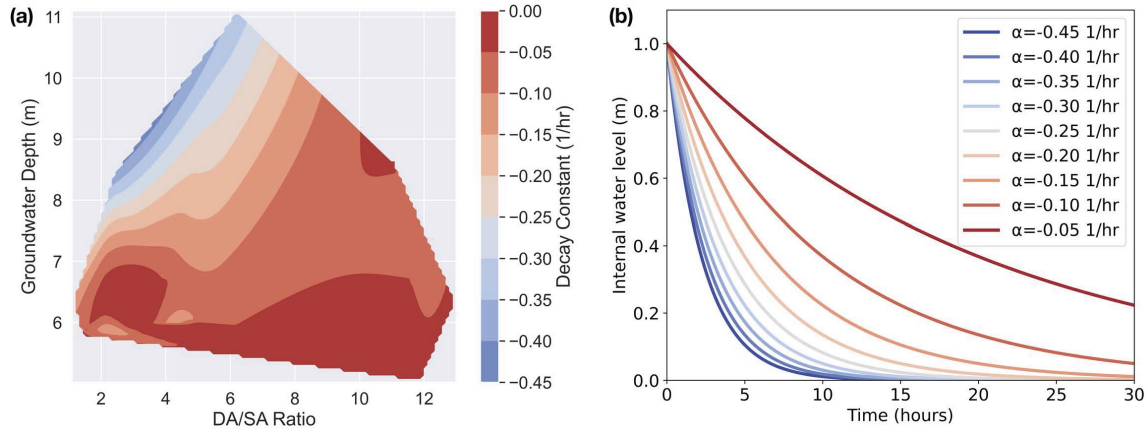 (a)
11
10
9
8
7
6
Groundwater Depth (m)
2 4 6 8 10 12
DA/SA Ratio
0.00
−0.05
−0.10
−0.15
−0.20
−0.25
−0.30
−0.35
−0.40
−0.45
Decay Constant (1/hr)
(b)
1.0
0.8
0.6
0.4
0.2
0.0
Internal water level (m)
0 5 10 15 20 25 30
Time (hours)
α=-0.45 1/hr
α=-0.40 1/hr
α=-0.35 1/hr
α=-0.30 1/hr
α=-0.25 1/hr
α=-0.20 1/hr
α=-0.15 1/hr
α=-0.10 1/hr
α=-0.05 1/hr